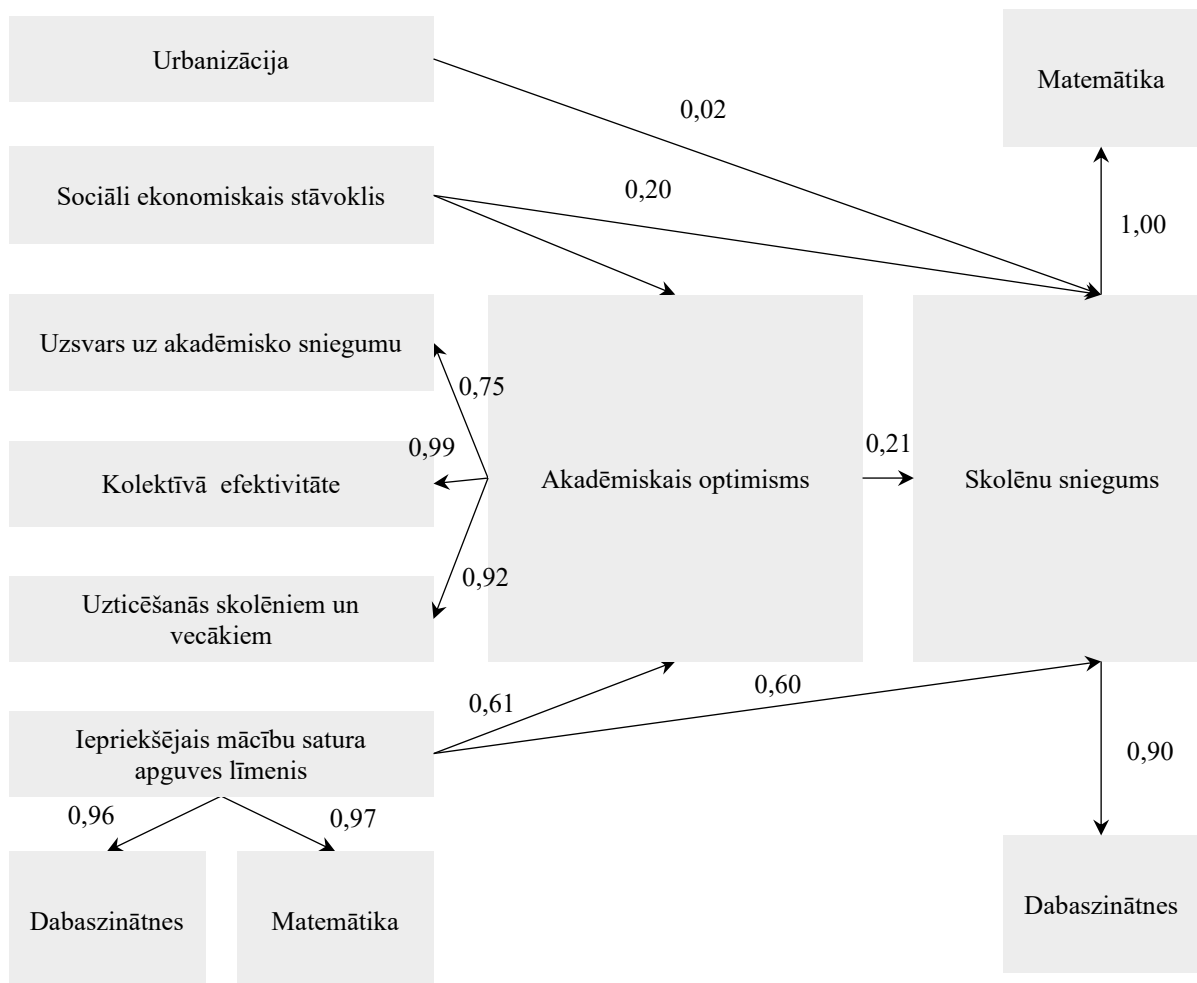 Urbanizācija
Matemātika
0,02
Sociāli ekonomiskais stāvoklis
0,20
1,00
Uzsvars uz akadēmisko sniegumu
0,75
0,99
Kolektīvā efektivitāte
Akadēmiskais optimisms
0,21
Skolēnu sniegums
0,92
Uzticēšanās skolēniem un
vecākiem
0,61
0,60
Iepriekšējais mācību satura
apguves līmenis
0,90
0,96
0,97
Dabaszinātnes
Matemātika
Dabaszinātnes